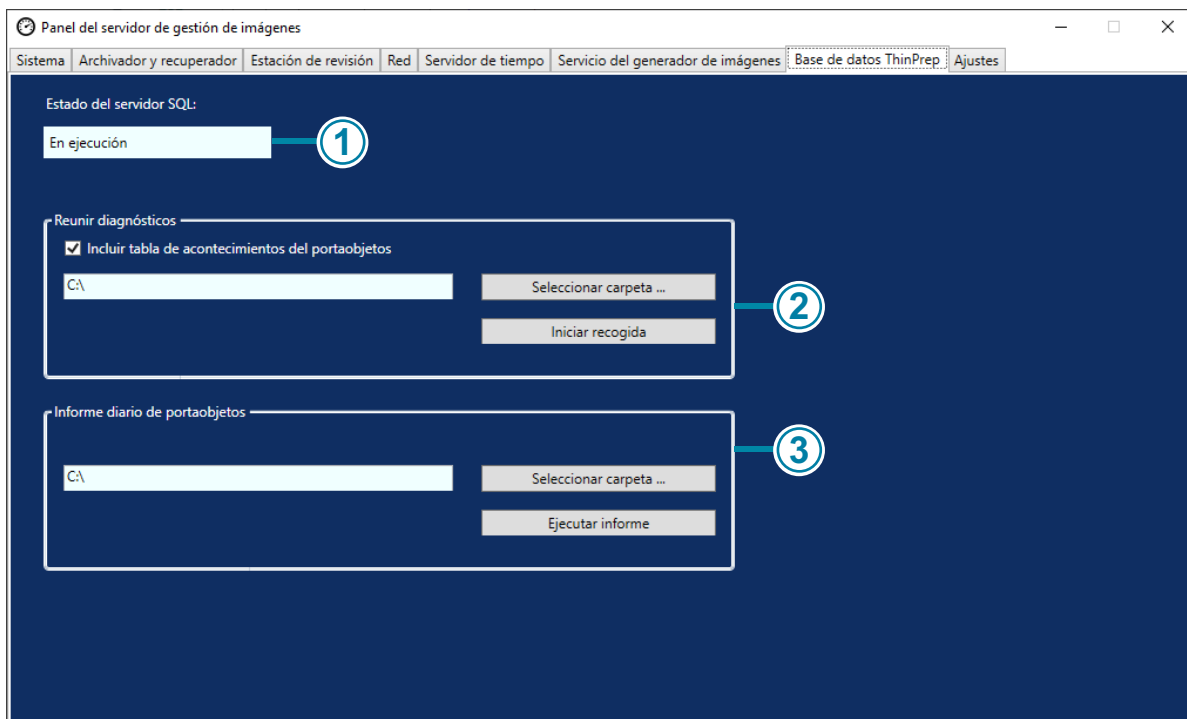 Panel del servidor de gestión de imágenes
Sistema Archivador y recuperador Estación de revisión Red Servidor de tiempo Servicio del generador de imágenes Base de datos ThinPrep Ajustes
Estado del servidor SQL:
En ejecución
1
Reunir diagnósticos
Incluir tabla de acontecimientos del portaobjetos
C:\ Seleccionar carpeta ...
2
Iniciar recogida
Informe diario de portaobjetos
3
C:\ Seleccionar carpeta ...
Ejecutar informe